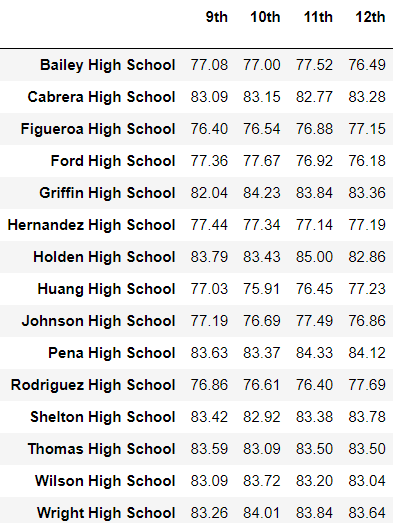 9th 10th 11th 12th
Bailey High School 77.08 77.00 77.52 76.49
Cabrera High School 83.09 83.15 82.77 83.28
Figueroa High School 76.40 76.54 76.88 77.15
Ford High School 77.36 77.67 76.92 76.18
Griffin High School 82.04 84.23 83.84 83.36
Hernandez High School 77.44 77.34 77.14 77.19
Holden High School 83.79 83.43 85.00 82.86
Huang High School 77.03 75.91 76.45 77.23
Johnson High School 77.19 76.69 77.49 76.86
Pena High School 83.63 83.37 84.33 84.12
Rodriguez High School 76.86 76.61 76.40 77.69
Shelton High School 83.42 82.92 83.38 83.78
Thomas High School 83.59 83.09 83.50 83.50
Wilson High School 83.09 83.72 83.20 83.04
Wright High School 83.26 84.01 83.84 83.64